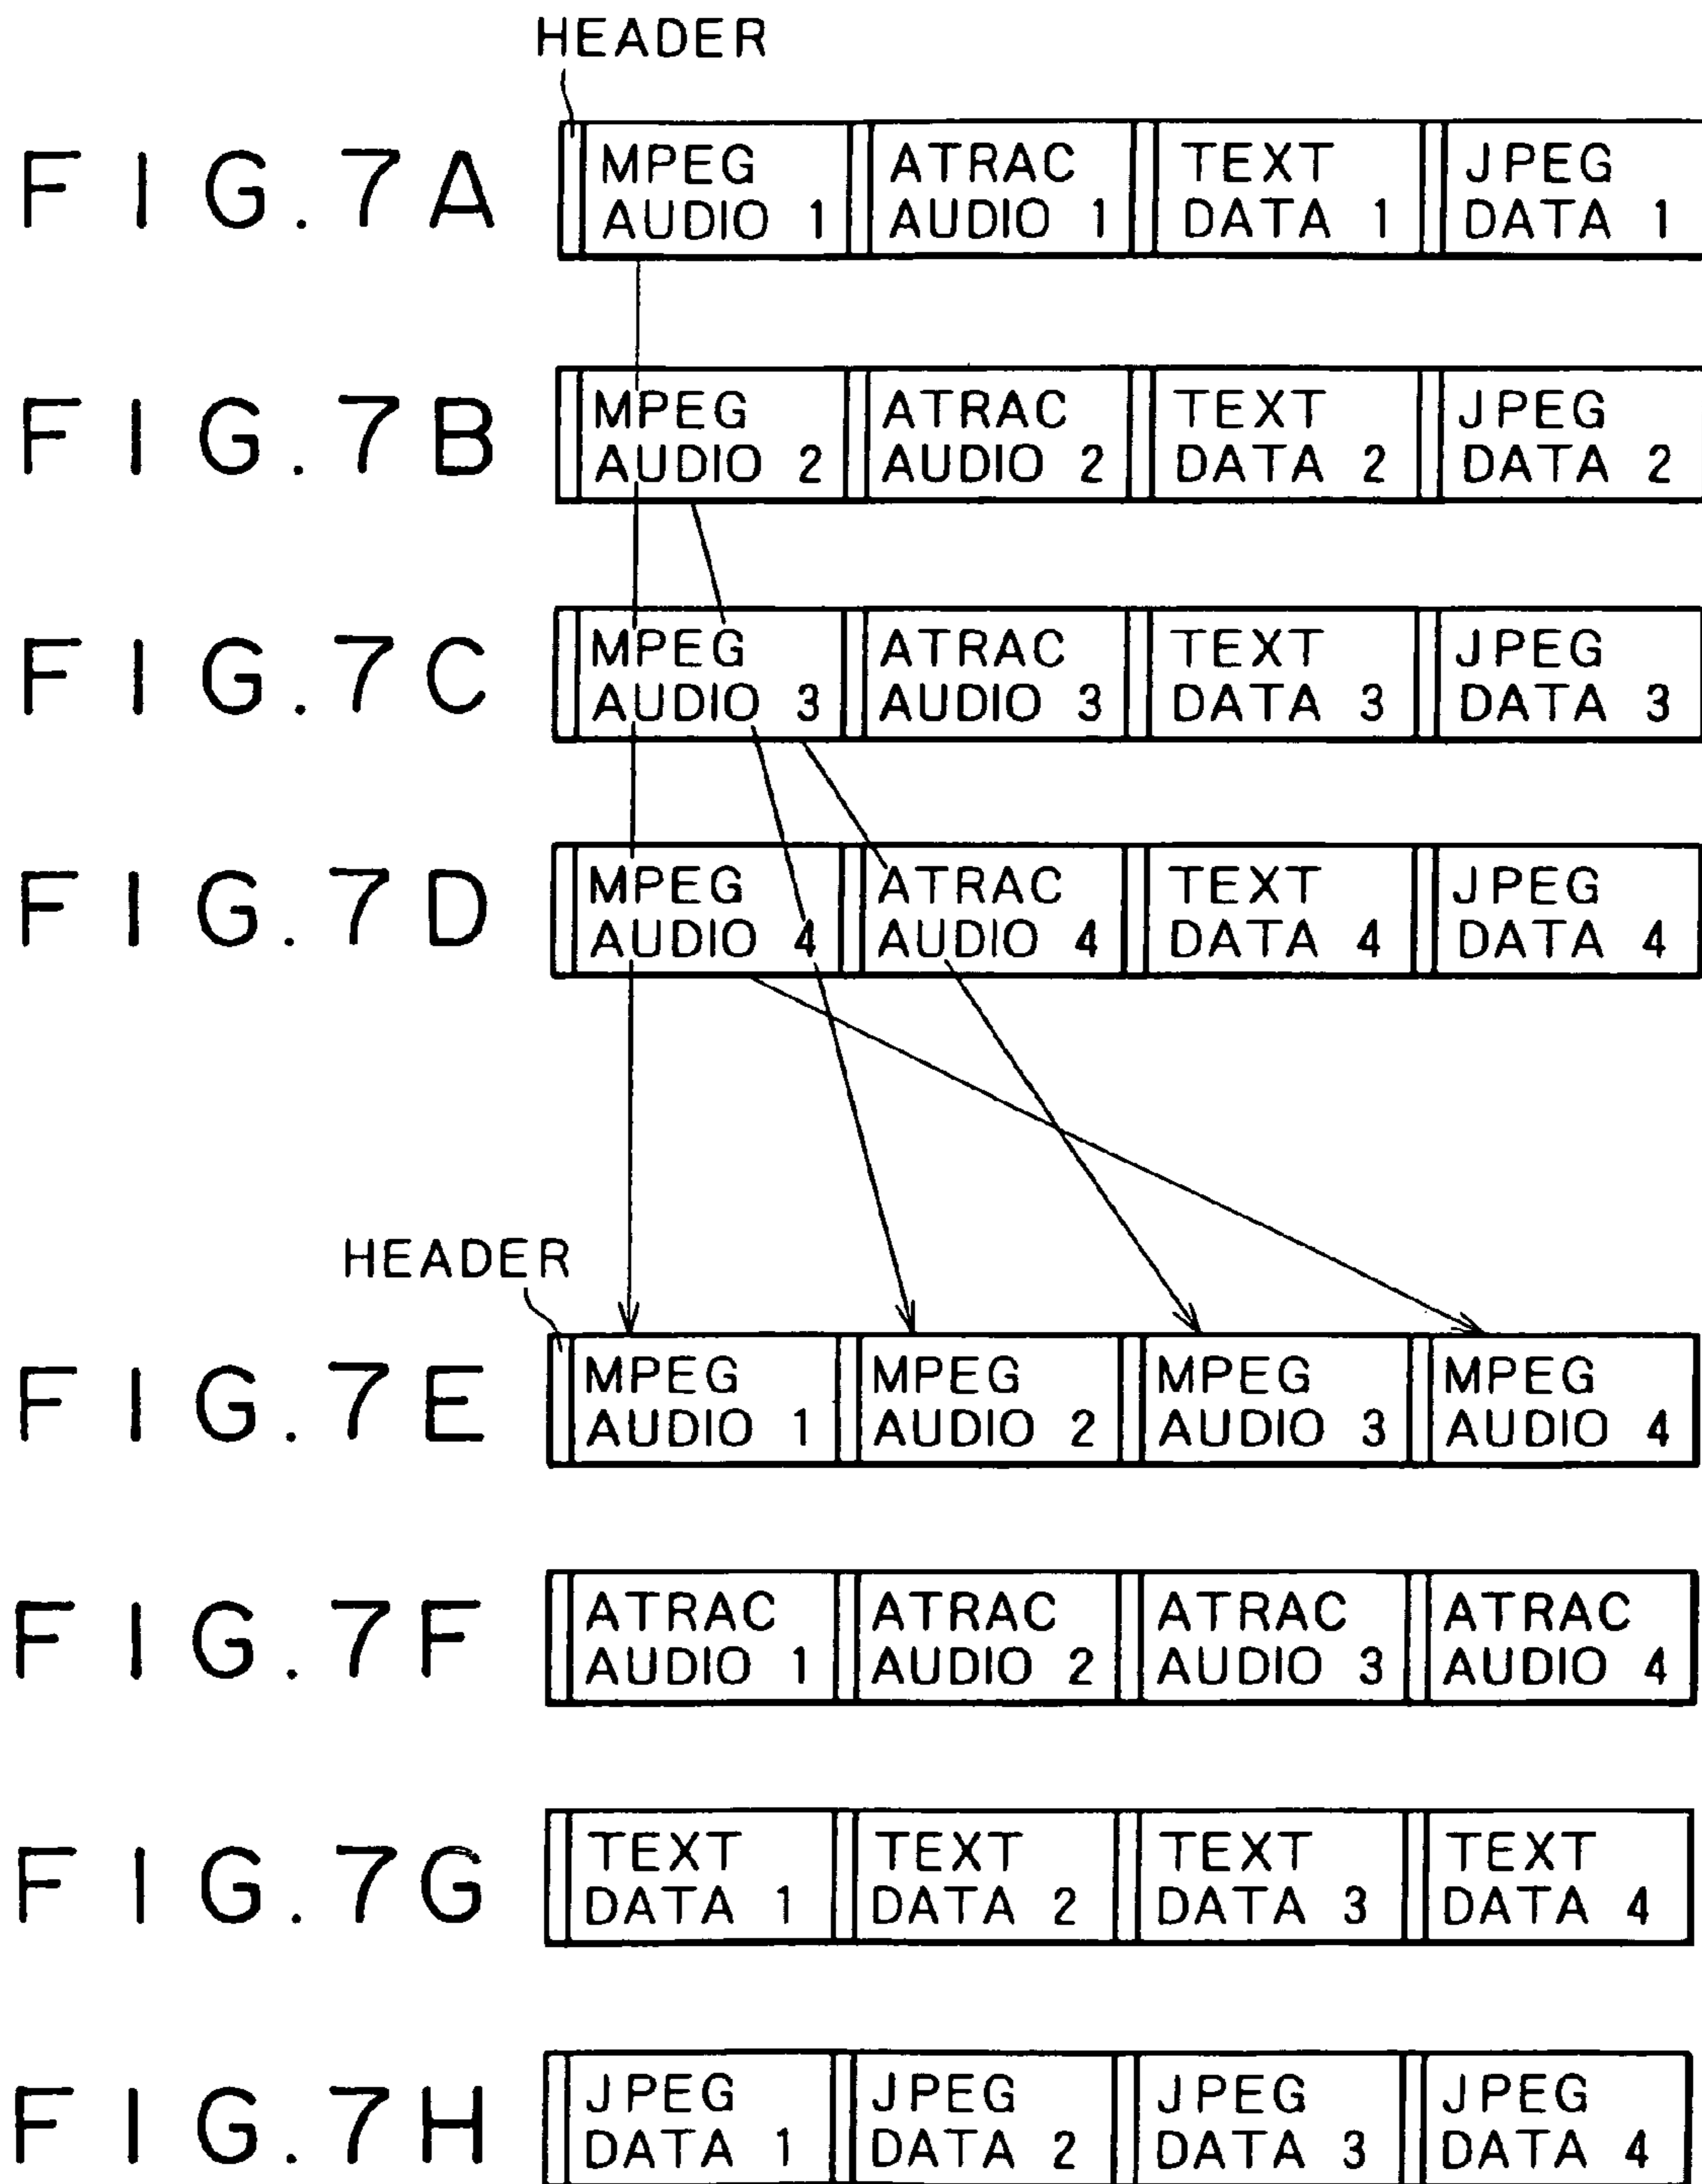 HEADER
FIG.7A
MPEG ATRAC TEXT JPEG
AUDIO 1 AUDIO 1 DATA 1 DATA 1
FIG.7B
MPEG ATRAC TEXT JPEG
AUDIO 2 AUDIO 2 DATA 2 DATA 2
FIG.7C
MPEG ATRAC TEXT JPEG
AUDIO 3 AUDIO 3 DATA 3 DATA 3
FIG.7D
MPEG ATRAC TEXT JPEG
AUDIO 4 AUDIO 4 DATA 4 DATA 4
HEADER
FIG.7E
MPEG MPEG MPEG MPEG
AUDIO 1 AUDIO 2 AUDIO 3 AUDIO 4
FIG.7F
ATRAC ATRAC ATRAC ATRAC
AUDIO 1 AUDIO 2 AUDIO 3 AUDIO 4
FIG.7G
TEXT TEXT TEXT TEXT
DATA 1 DATA 2 DATA 3 DATA 4
FIG.7H
JPEG JPEG JPEG JPEG
DATA 1 DATA 2 DATA 3 DATA 4